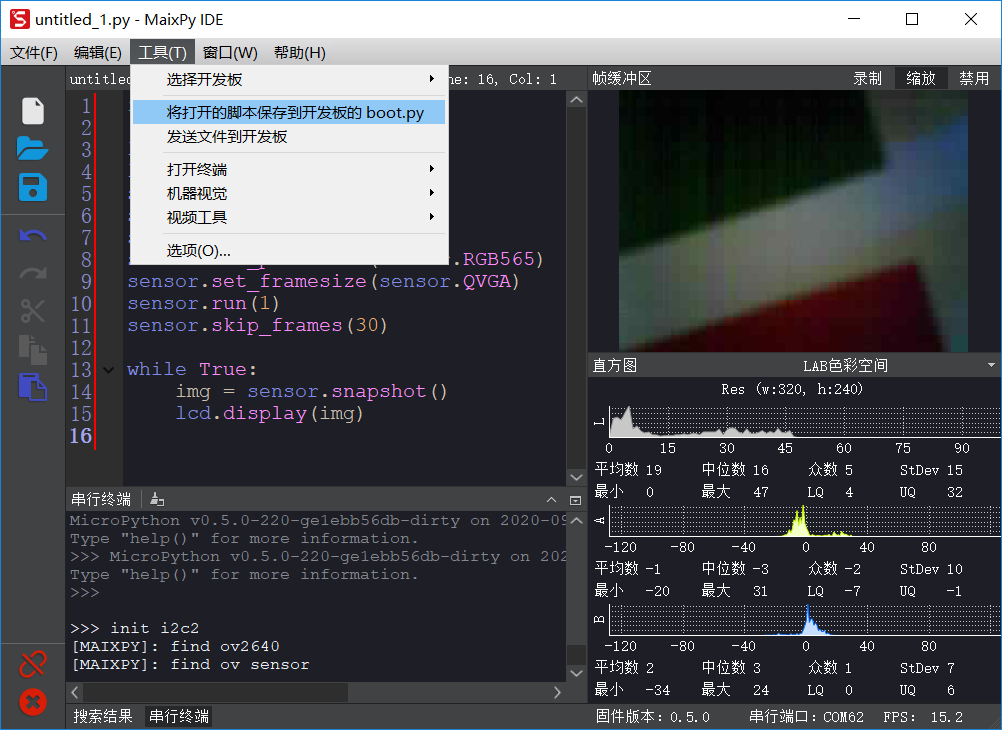 untitled_1.py - MaixPy IDE
文件(F) 编辑(E) 工具(T) 窗口(W) 帮助(H)
选择开发板
将打开的脚本保存到开发板的 boot.py
发送文件到开发板
打开终端
机器视觉
视频工具
选项(O)...
16, Col: 1
1
2
3
4
5
6
7
8 .RGB565)
9 sensor.set_framesize(sensor.QVGA)
10 sensor.run(1)
11 sensor.skip_frames(30)
12
13 while True:
14 img = sensor.snapshot()
15 lcd.display(img)
16
串行终端
MicroPython v0.5.0-220-ge1ebb56db-dirty on 2020-09
Type "help()" for more information.
>>> MicroPython v0.5.0-220-ge1ebb56db-dirty on 202
Type "help()" for more information.
>>>
>>> init i2c2
[MAIXPY]: find ov2640
[MAIXPY]: find ov sensor
搜索结果 串行终端
帧缓冲区 录制 缩放 禁用
直方图 LAB色彩空间
Res (w:320, h:240)
L
0 15 30 45 60 75 90
平均数 19 中位数 16 众数 5 StDev 15
最小 0 最大 47 LQ 4 UQ 32
A
-120 -80 -40 0 40 80
平均数 -1 中位数 -3 众数 -2 StDev 10
最小 -20 最大 31 LQ -7 UQ -1
B
-120 -80 -40 0 40 80
平均数 2 中位数 3 众数 1 StDev 7
最小 -34 最大 24 LQ 0 UQ 6
固件版本: 0.5.0 串行端口: COM62 FPS: 15.2